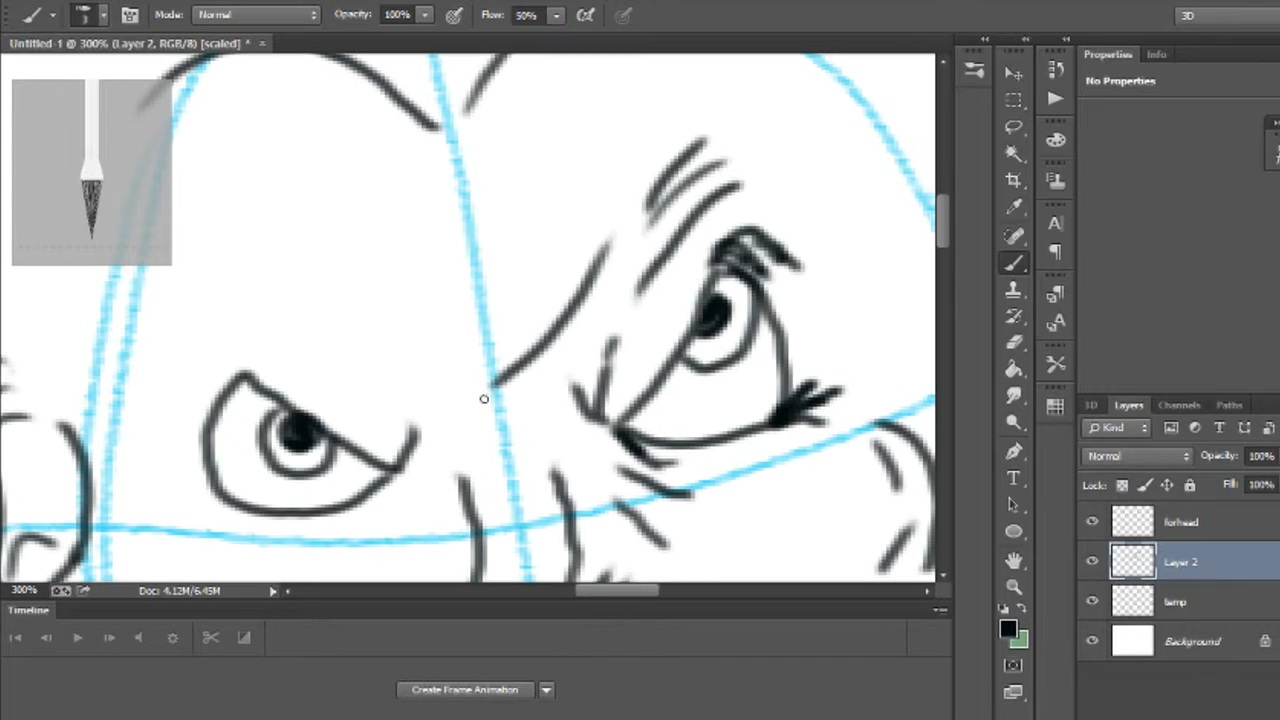 3 Mode: Normal Opacity: 100% Flow: 50% 3D
Untitled-1 @ 300% (Layer 2, RGB/8) [scaled] * ×
Properties Info
No Properties
3D Layers Channels Paths
Kind
Normal Opacity: 100%
Lock: Fill: 100%
forhead
Layer 2
temp
Background
300% Doc: 4.12M/6.45M
Timeline
Create Frame Animation